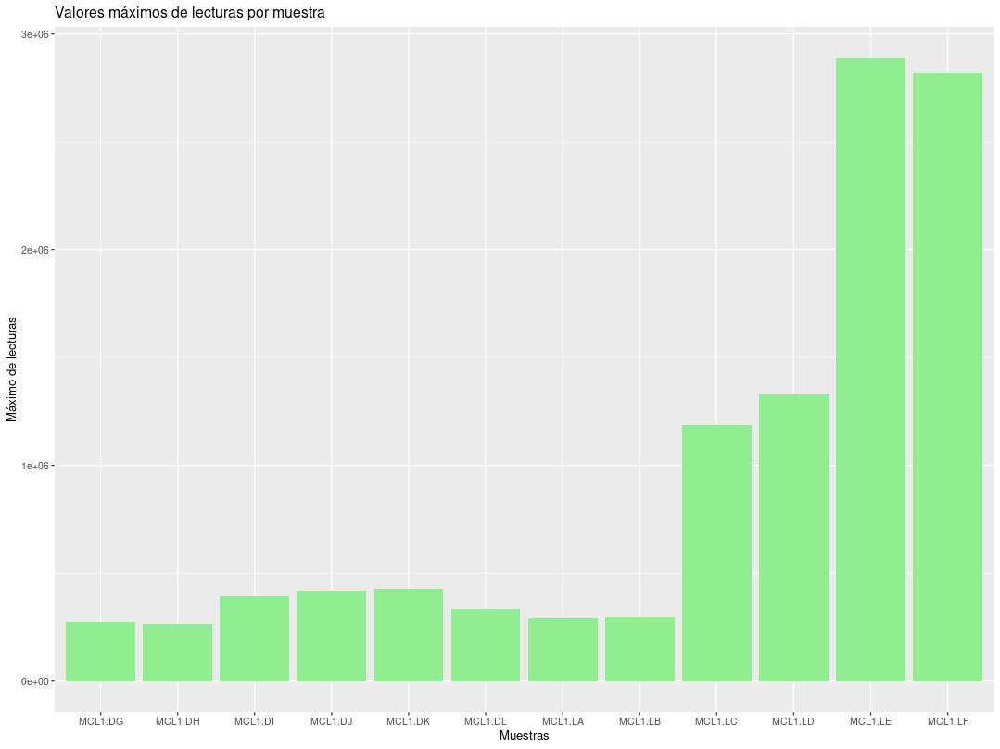 Valores máximos de lecturas por muestra
Máximo de lecturas
3e+06
2e+06
1e+06
0e+00
MCL1.DG MCL1.DH MCL1.DI MCL1.DJ MCL1.DK MCL1.DL MCL1.LA MCL1.LB MCL1.LC MCL1.LD MCL1.LE MCL1.LF
Muestras